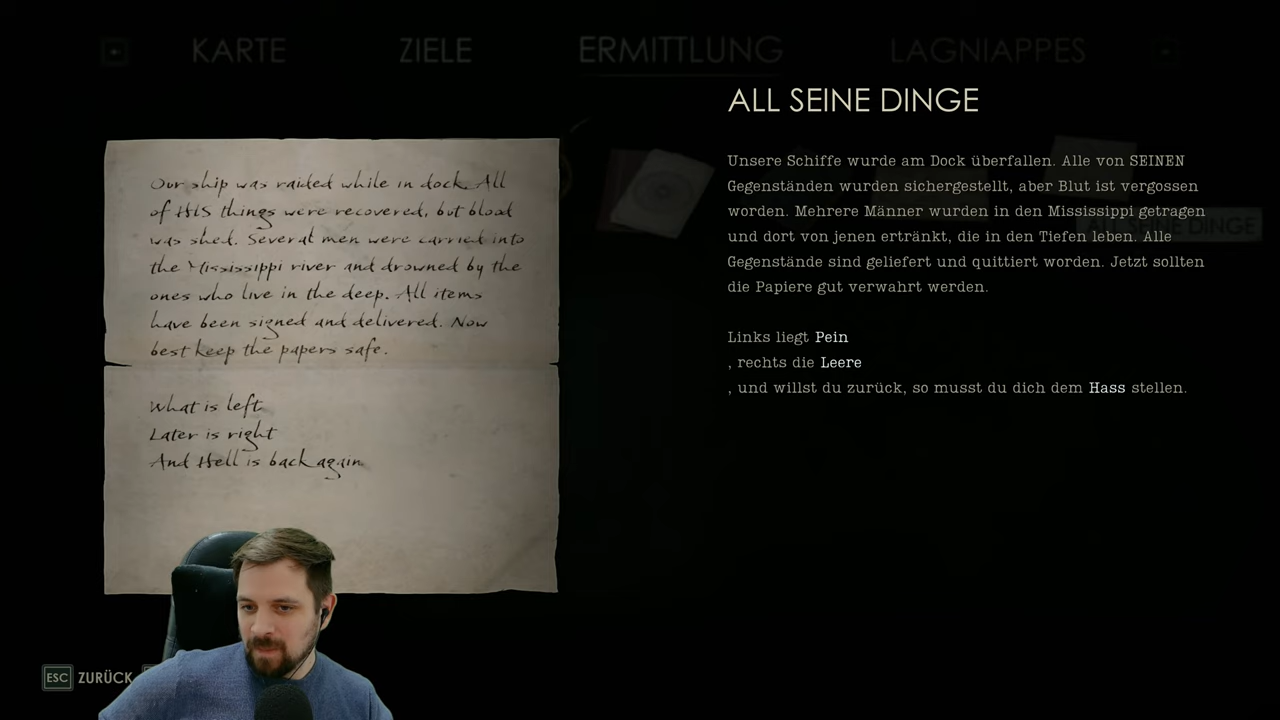 KARTE ZIELE ERMITTLUNG LAGNIAPPES
ALL SEINE DINGE
Our ship was raided while in dock. All
of HIS things were recovered, but blood
was shed. Several men were carried into
the Mississippi river and drowned by the
ones who live in the deep. All items
have been signed and delivered. Now
best keep the papers safe.
What is left
Later is right
And Hell is back again
Unsere Schiffe wurde am Dock überfallen. Alle von SEINEN
Gegenständen wurden sichergestellt, aber Blut ist vergossen
worden. Mehrere Männer wurden in den Mississippi getragen
und dort von jenen ertränkt, die in den Tiefen leben. Alle
Gegenstände sind geliefert und quittiert worden. Jetzt sollten
die Papiere gut verwahrt werden.
Links liegt Pein
, rechts die Leere
, und willst du zurück, so musst du dich dem Hass stellen.
ALL SEINE DINGE
ESC ZURÜCK